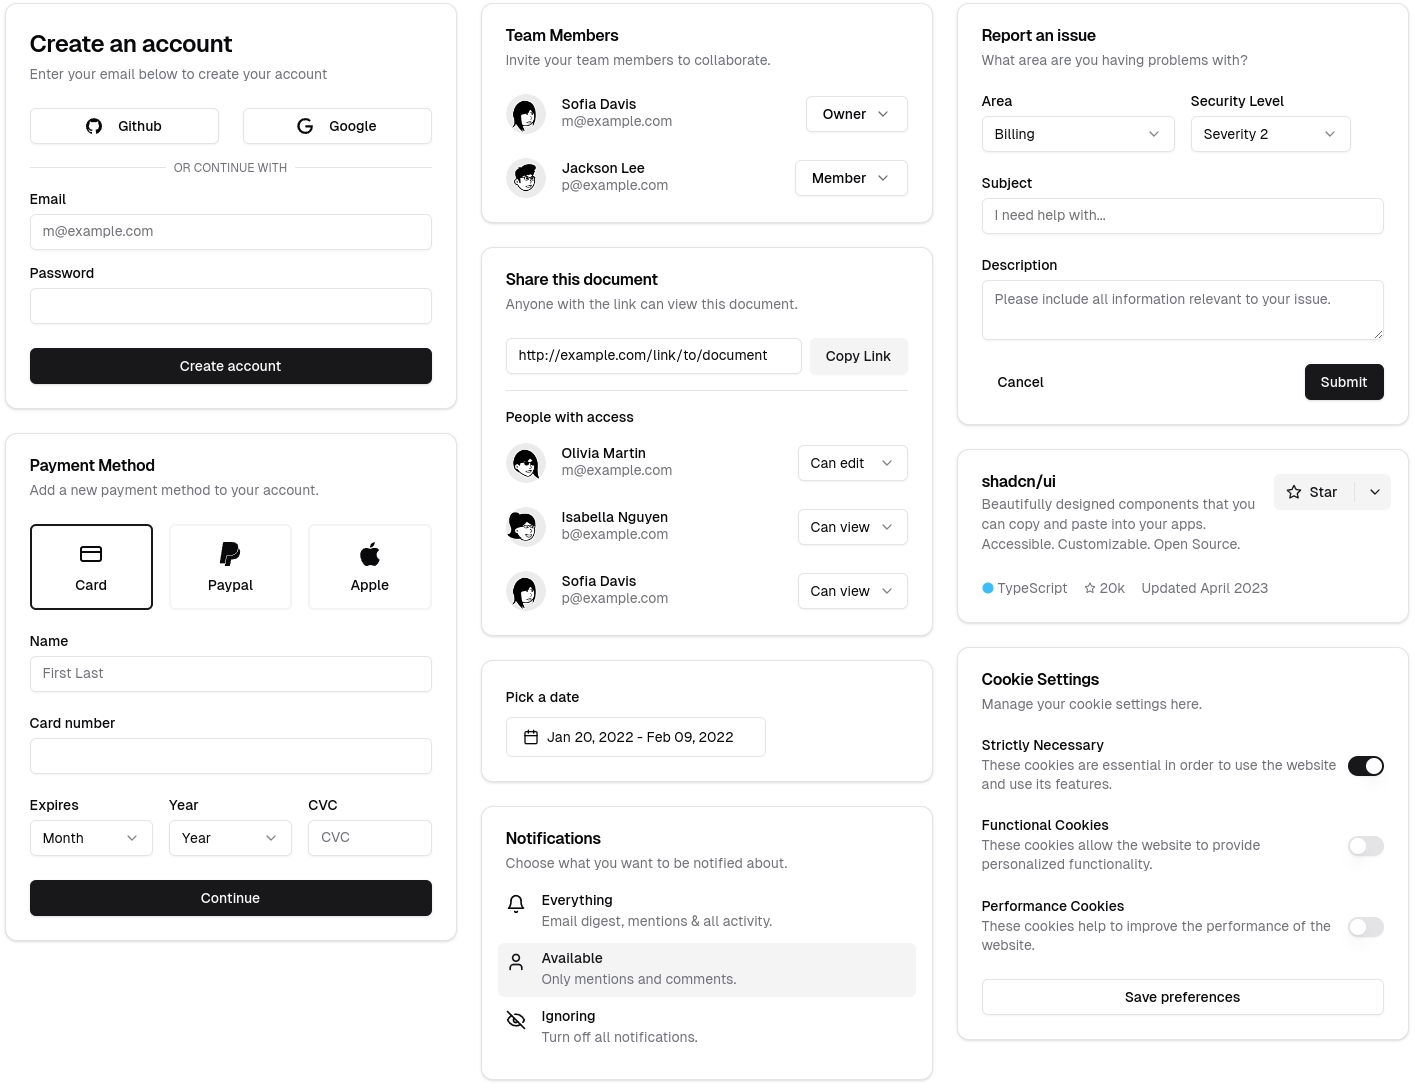 Create an account
Enter your email below to create your account
Github
Google
OR CONTINUE WITH
Email
m@example.com
Password
Create account
Payment Method
Add a new payment method to your account.
Card
Paypal
Apple
Name
First Last
Card number
Expires
Year
CVC
Month
Year
CVC
Continue
Team Members
Invite your team members to collaborate.
Sofia Davis
m@example.com
Owner
Jackson Lee
p@example.com
Member
Share this document
Anyone with the link can view this document.
http://example.com/link/to/document
Copy Link
People with access
Olivia Martin
m@example.com
Can edit
Isabella Nguyen
b@example.com
Can view
Sofia Davis
p@example.com
Can view
Pick a date
Jan 20, 2022 - Feb 09, 2022
Notifications
Choose what you want to be notified about.
Everything
Email digest, mentions & all activity.
Available
Only mentions and comments.
Ignoring
Turn off all notifications.
Report an issue
What area are you having problems with?
Area
Security Level
Billing
Severity 2
Subject
I need help with...
Description
Please include all information relevant to your issue.
Cancel
Submit
shadcn/ui
Beautifully designed components that you
can copy and paste into your apps.
Accessible. Customizable. Open Source.
Star
TypeScript
20k
Updated April 2023
Cookie Settings
Manage your cookie settings here.
Strictly Necessary
These cookies are essential in order to use the website
and use its features.
Functional Cookies
These cookies allow the website to provide
personalized functionality.
Performance Cookies
These cookies help to improve the performance of the
website.
Save preferences